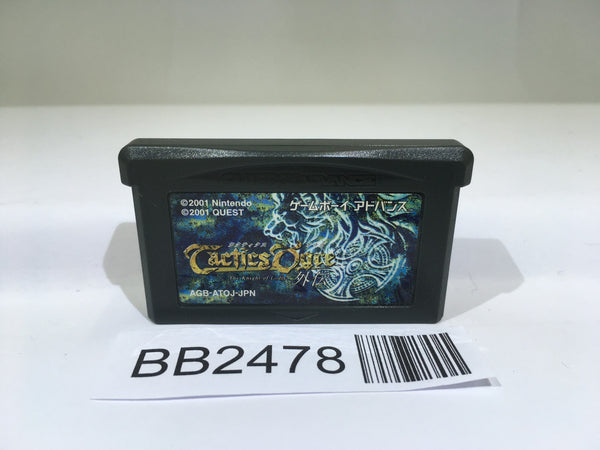 ©2001 Nintendo
©2001 QUEST
ゲームボーイ アドバンス
Tactics Ogre
The Knight of Lodis
外伝
AGB-ATOJ-JPN
BB2478